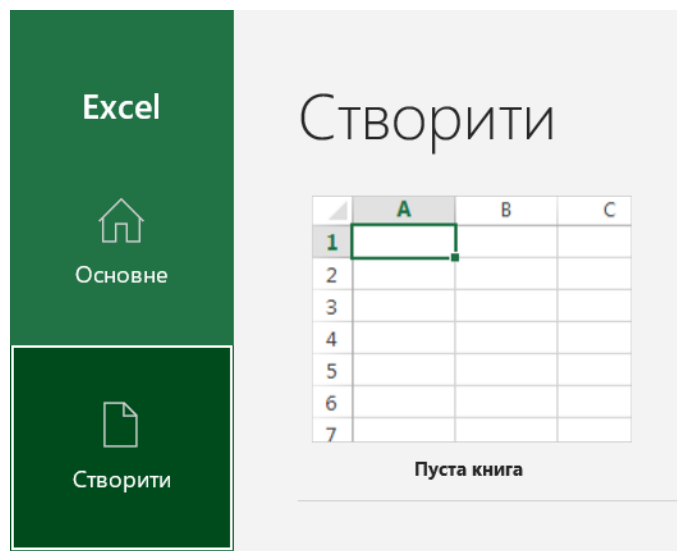 Excel
Основне
Створити
Створити
A B C
1
2
3
4
5
6
7
Пуста книга